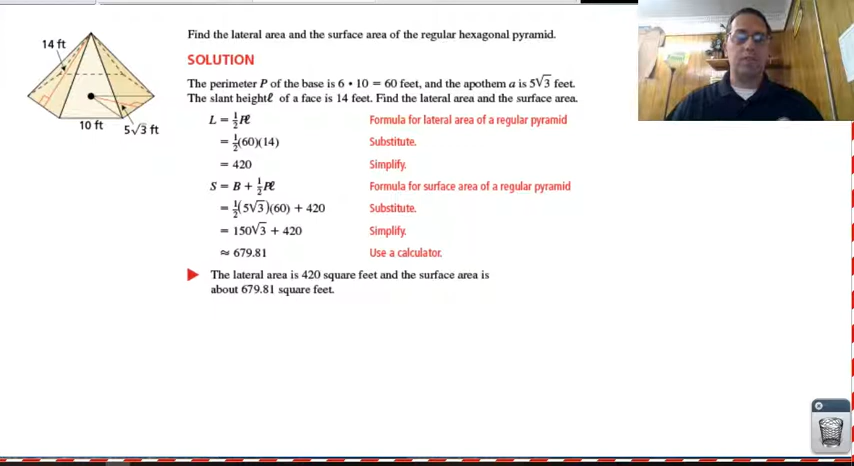 Find the lateral area and the surface area of the regular hexagonal pyramid.
14 ft
10 ft
5√3 ft
SOLUTION
The perimeter P of the base is 6 • 10 = 60 feet, and the apothem a is 5√3 feet.
The slant height ℓ of a face is 14 feet. Find the lateral area and the surface area.
L = ½Pℓ Formula for lateral area of a regular pyramid
= ½(60)(14) Substitute.
= 420 Simplify.
S = B + ½Pℓ Formula for surface area of a regular pyramid
= ½(5√3)(60) + 420 Substitute.
= 150√3 + 420 Simplify.
≈ 679.81 Use a calculator.
The lateral area is 420 square feet and the surface area is
about 679.81 square feet.